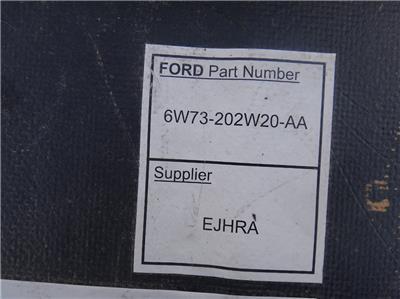 FORD Part Number
6W73-202W20-AA
Supplier
EJHRA